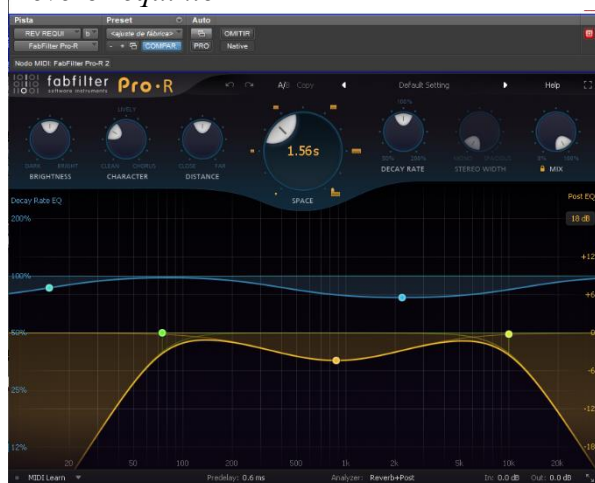 Pista Preset Auto
REV REQUI b <ajuste de fábrica> OMITIR
FabFilter Pro-R - + COMPAR. PRO Native
Nodo MIDI: FabFilter Pro-R 2
fabfilter Pro·R A/B Copy Default Setting Help
software instruments
LIVELY 100%
1.56s
DARK BRIGHT CLEAN CHORUS CLOSE FAR 50% 200% 0% 100%
BRIGHTNESS CHARACTER DISTANCE DECAY RATE STEREO WIDTH MIX
SPACE
Decay Rate EQ Post EQ
200% 18 dB
+12
100%
+6
50% 0
-6
25%
-12
12% -18
20 50 100 200 500 1k 2k 5k 10k 20k
MIDI Learn Predelay: 0.6 ms Analyzer: Reverb+Post In: 0.0 dB Out: 0.0 dB